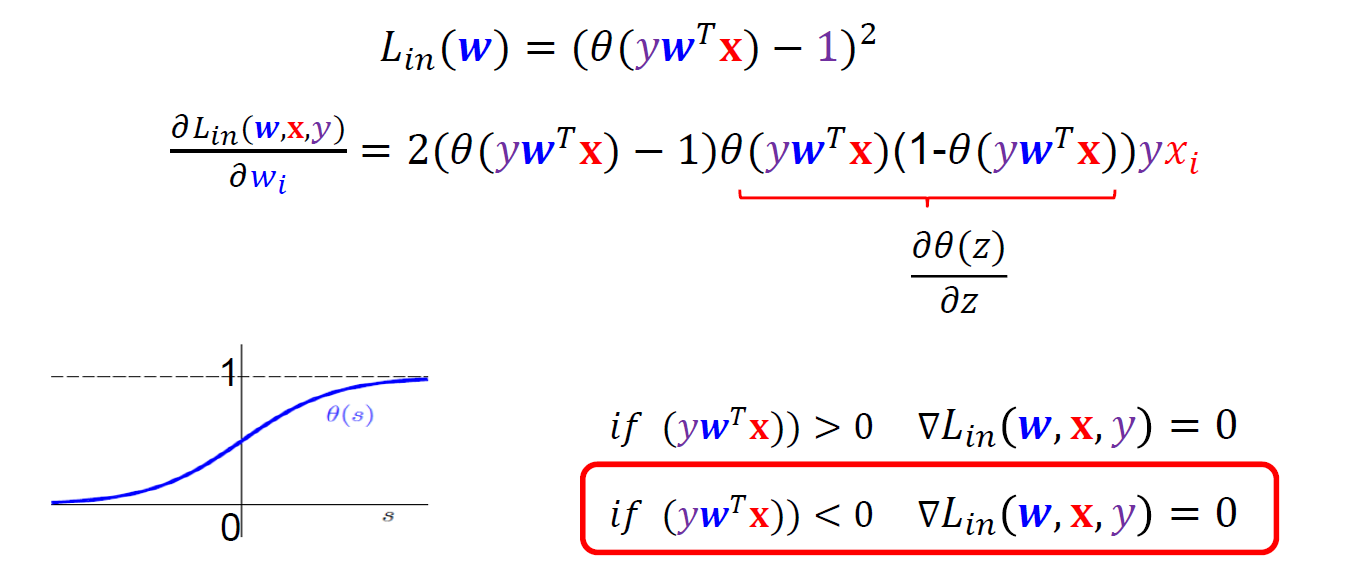 L_in(w) = (θ(yw^T x) − 1)^2
∂L_in(w,x,y)/∂w_i = 2(θ(yw^T x) − 1)θ(yw^T x)(1-θ(yw^T x))yx_i
∂θ(z)/∂z
1
θ(s)
0
s
if (yw^T x)) > 0 ∇L_in(w, x, y) = 0
if (yw^T x)) < 0 ∇L_in(w, x, y) = 0